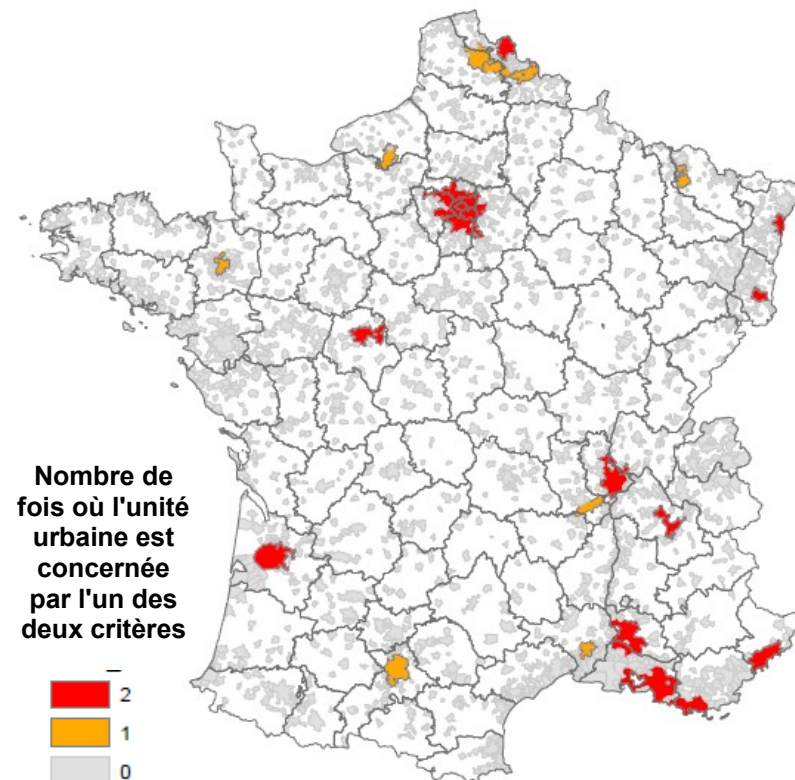 Nombre de
fois où l'unité
urbaine est
concernée
par l'un des
deux critères
2
1
0